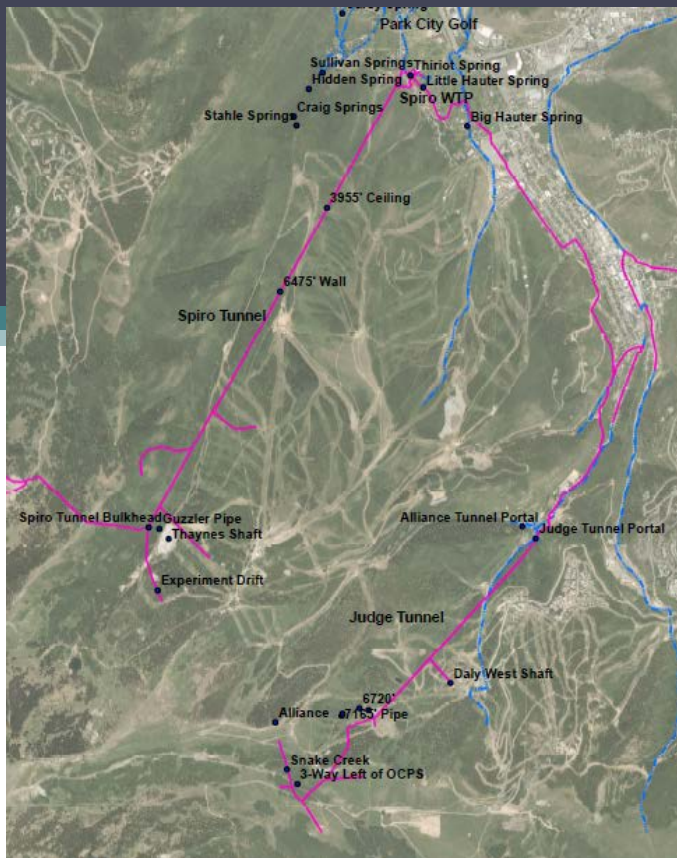 Spring
Park City Golf
Sullivan Springs
Thiriot Spring
Hidden Spring
Little Hauter Spring
Spiro WTP
Craig Springs
Stahle Springs
Big Hauter Spring
3955' Ceiling
6475' Wall
Spiro Tunnel
Spiro Tunnel Bulkhead
Guzzler Pipe
Thaynes Shaft
Alliance Tunnel Portal
Judge Tunnel Portal
Experiment Drift
Judge Tunnel
Daly West Shaft
6720'
Alliance
7165' Pipe
Snake Creek
3-Way Left of OCPS